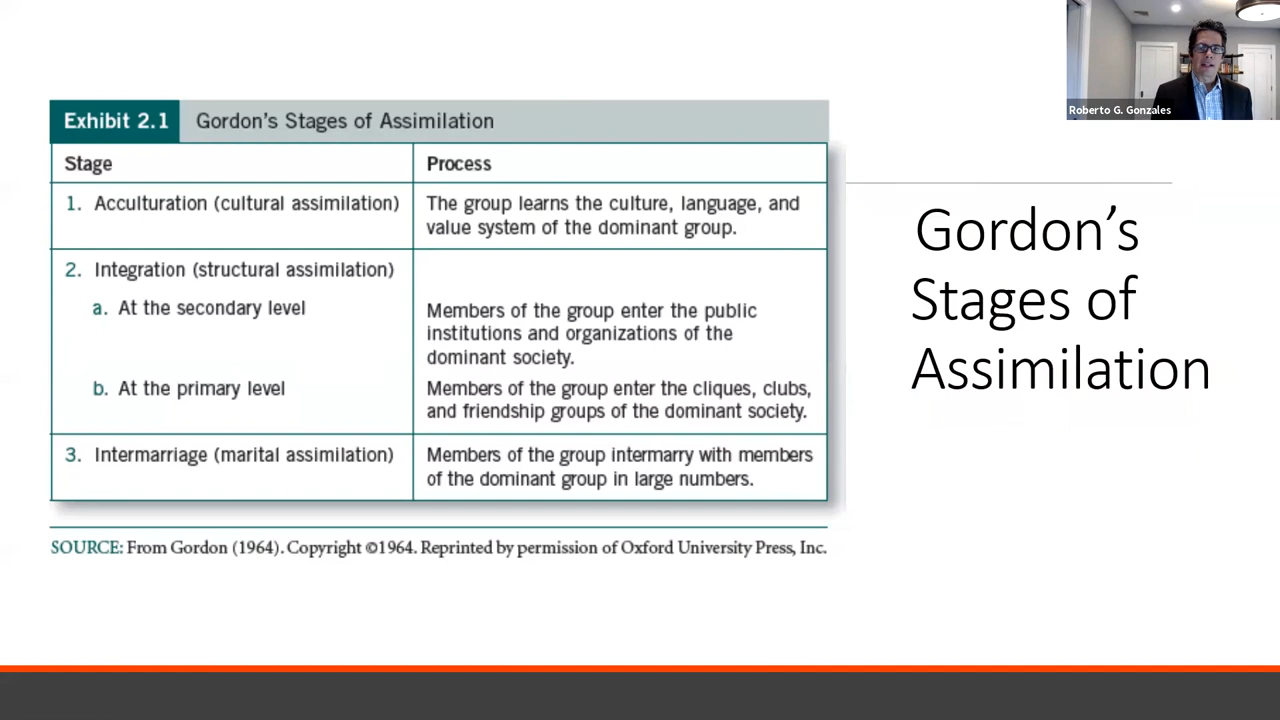 Roberto G. Gonzales
Exhibit 2.1 Gordon's Stages of Assimilation
Stage Process
1. Acculturation (cultural assimilation) The group learns the culture, language, and
value system of the dominant group.
2. Integration (structural assimilation)
a. At the secondary level Members of the group enter the public
institutions and organizations of the
dominant society.
b. At the primary level Members of the group enter the cliques, clubs,
and friendship groups of the dominant society.
3. Intermarriage (marital assimilation) Members of the group intermarry with members
of the dominant group in large numbers.
SOURCE: From Gordon (1964). Copyright ©1964. Reprinted by permission of Oxford University Press, Inc.
Gordon’s
Stages of
Assimilation